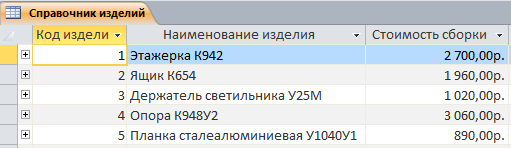 Справочник изделий
Код издели Наименование изделия Стоимость сборки
1 Этажерка К942 2 700,00р.
2 Ящик К654 1 960,00р.
3 Держатель светильника У25М 1 020,00р.
4 Опора К948У2 3 060,00р.
5 Планка сталеалюминиевая У1040У1 890,00р.